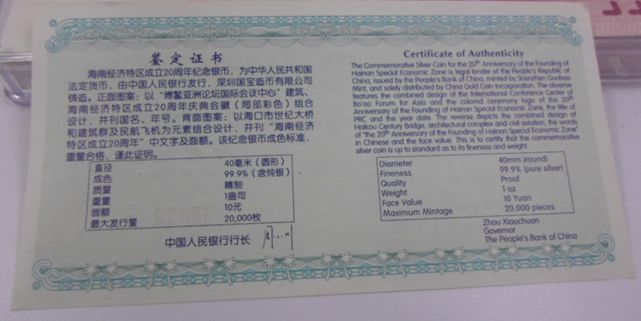 鉴定证书
海南经济特区成立20周年纪念银币，为中华人民共和国
法定货币，由中国人民银行发行，深圳国宝造币有限公司
铸造。正面图案：以“博鳌亚洲论坛国际会议中心”建筑、
海南经济特区成立20周年庆典会徽（局部彩色）组合
设计，并刊国名、年号。背面图案：以海口市世纪大桥
和建筑群及民航飞机为元素组合设计，并刊“海南经济
特区成立20周年”中文字及面额。该纪念银币成色标准，
重量合格，谨此证明。
直径 40毫米（圆形）
成色 99.9%（含纯银）
质量 精制
重量 1盎司
面额 10元
最大发行量 20,000枚
中国人民银行行长
Certificate of Authenticity
The Commemorative Silver Coin for the 20th Anniversary of the Founding of
Hainan Special Economic Zone is legal tender of the People's Republic of
China, issued by the People's Bank of China, minted by Shenzhen Guobao
Mint, and solely distributed by China Gold Coin Incorporation. The obverse
features the combined design of the International Conference Center of
Bo'ao Forum for Asia and the colored ceremony logo of the 20th
Anniversary of the Founding of Hainan Special Economic Zone, the title of
PRC and the year date. The reverse depicts the combined design of
Haikou Century Bridge, architectural complex and civil aviation, the words
of "the 20th Anniversary of the Founding of Hainan Special Economic Zone"
in Chinese and the face value. This is to certify that the commemorative
silver coin is up to standard as to its fineness and weight.
Diameter 40mm (round)
Fineness 99.9% (pure silver)
Quality Proof
Weight 1 oz
Face Value 10 Yuan
Maximum Mintage 20,000 pieces
Zhou Xiaochuan
Governor
The People's Bank of China